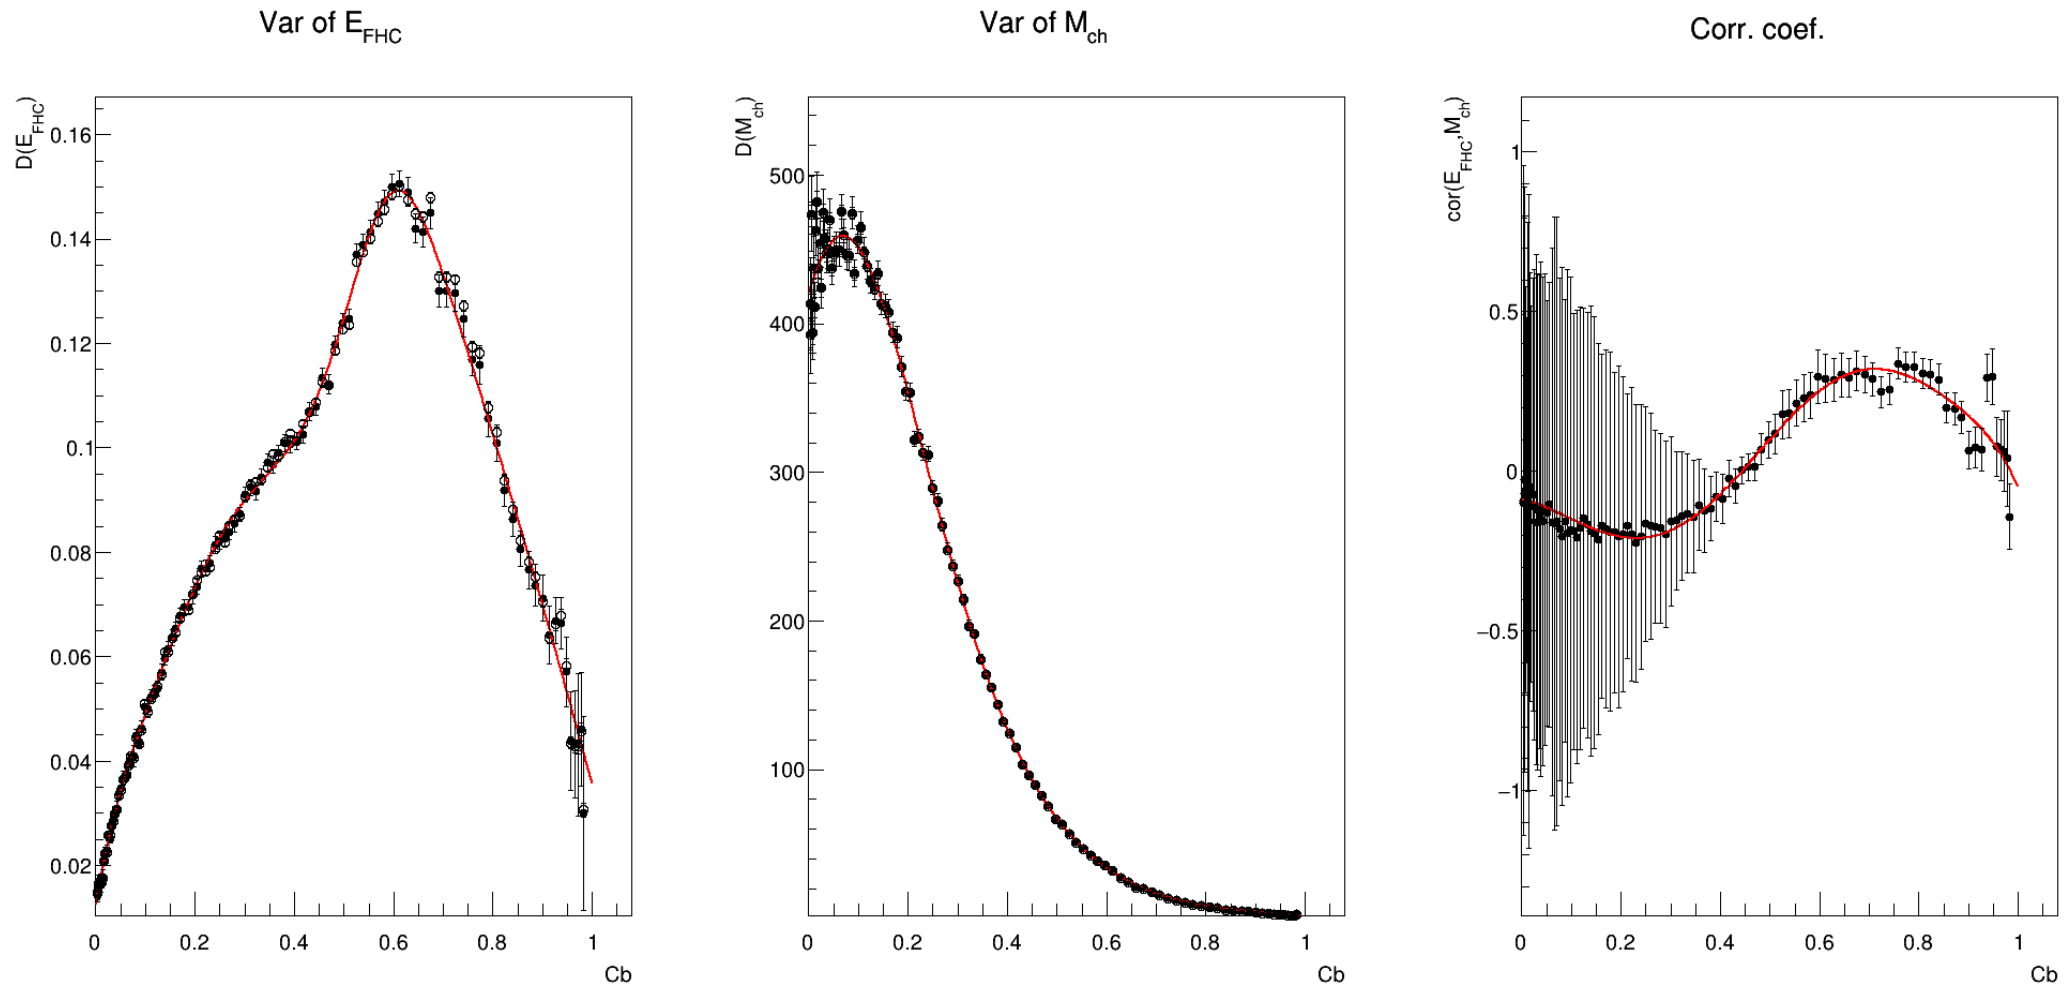 Var of E_FHC
D(E_FHC)
0.16
0.14
0.12
0.1
0.08
0.06
0.04
0.02
0 0.2 0.4 0.6 0.8 1
Cb
Var of M_ch
D(M_ch)
500
400
300
200
100
0 0.2 0.4 0.6 0.8 1
Cb
Corr. coef.
cor(E_FHC,M_ch)
1
0.5
0
−0.5
−1
0 0.2 0.4 0.6 0.8 1
Cb